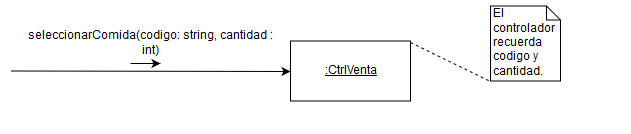 seleccionarComida(codigo: string, cantidad :
int)
:CtrlVenta
El
controlador
recuerda
codigo y
cantidad.